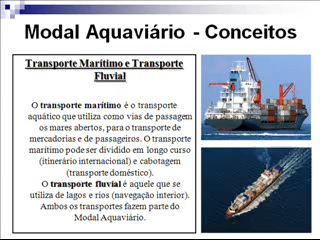 Modal Aquaviário - Conceitos
Transporte Marítimo e Transporte
Fluvial
O transporte marítimo é o transporte
aquático que utiliza como vias de passagem
os mares abertos, para o transporte de
mercadorias e de passageiros. O transporte
marítimo pode ser dividido em longo curso
(itinerário internacional) e cabotagem
(transporte doméstico).
O transporte fluvial é aquele que se
utiliza de lagos e rios (navegação interior).
Ambos os transportes fazem parte do
Modal Aquaviário.